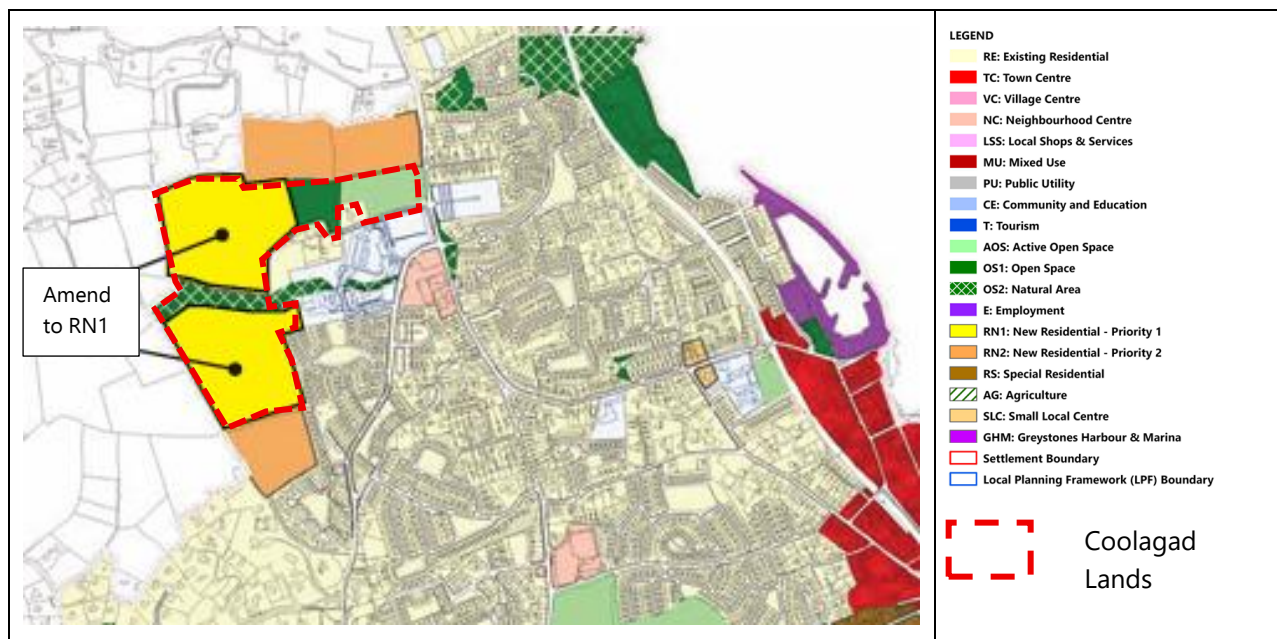 Amend
to RN1
LEGEND
RE: Existing Residential
TC: Town Centre
VC: Village Centre
NC: Neighbourhood Centre
LSS: Local Shops & Services
MU: Mixed Use
PU: Public Utility
CE: Community and Education
T: Tourism
AOS: Active Open Space
OS1: Open Space
OS2: Natural Area
E: Employment
RN1: New Residential - Priority 1
RN2: New Residential - Priority 2
RS: Special Residential
AG: Agriculture
SLC: Small Local Centre
GHM: Greystones Harbour & Marina
Settlement Boundary
Local Planning Framework (LPF) Boundary
Coolagad
Lands